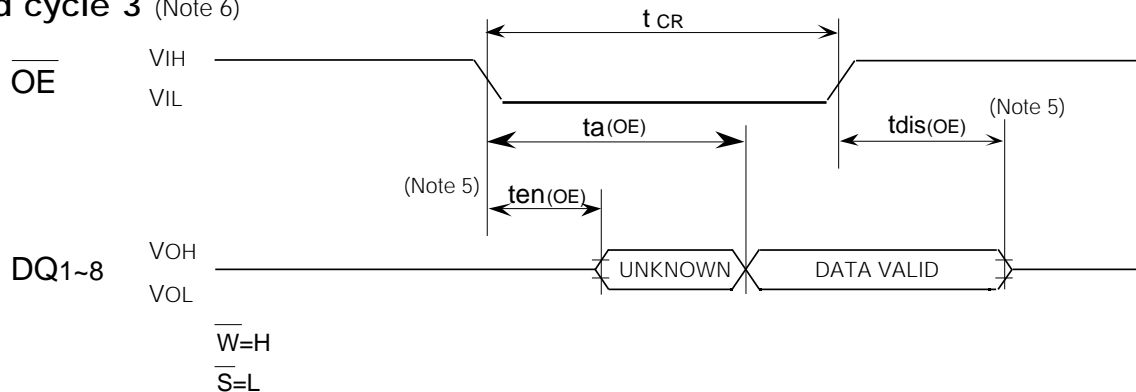 d cycle 3 (Note 6)
t CR
OE
VIH
VIL
(Note 5)
ta(OE)
tdis(OE)
(Note 5)
ten(OE)
DQ1~8
VOH
VOL
UNKNOWN
DATA VALID
W=H
S=L